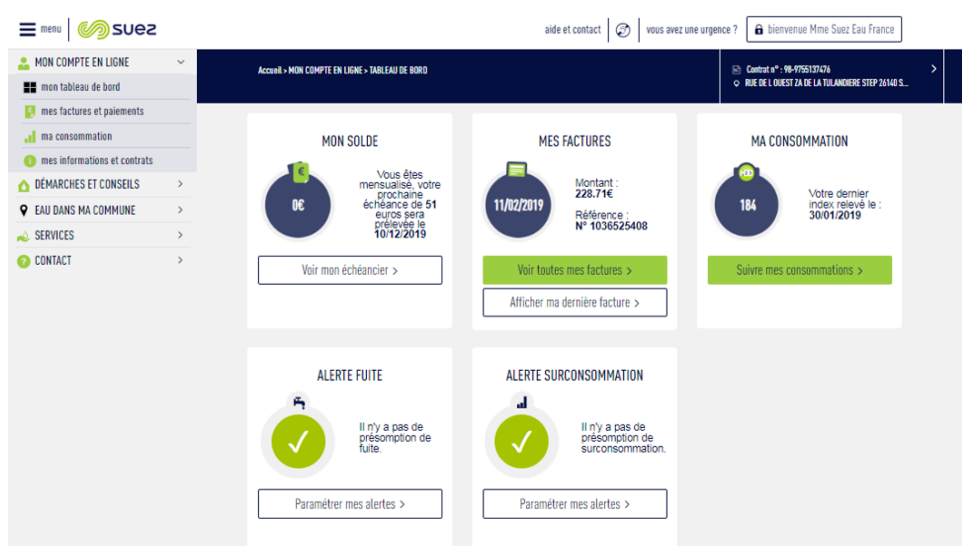 menu
suez
aide et contact
vous avez une urgence ?
bienvenue Mme Suez Eau France
MON COMPTE EN LIGNE
mon tableau de bord
mes factures et paiements
ma consommation
mes informations et contrats
DÉMARCHES ET CONSEILS
EAU DANS MA COMMUNE
SERVICES
CONTACT
Accueil > MON COMPTE EN LIGNE > TABLEAU DE BORD
Contrat n° : 98-9755137476
RUE DE L OUEST ZA DE LA TULANDIERE STEP 26140 S...
MON SOLDE
0€
Vous êtes
mensualisé, votre
prochaine
échéance de 51
euros sera
prélevée le
10/12/2019
Voir mon échéancier >
MES FACTURES
11/02/2019
Montant :
228.71€
Référence :
N° 1036525408
Voir toutes mes factures >
Afficher ma dernière facture >
MA CONSOMMATION
184
Votre dernier
index relevé le :
30/01/2019
Suivre mes consommations >
ALERTE FUITE
Il n'y a pas de
présomption de
fuite.
Paramétrer mes alertes >
ALERTE SURCONSOMMATION
Il n'y a pas de
présomption de
surconsommation.
Paramétrer mes alertes >